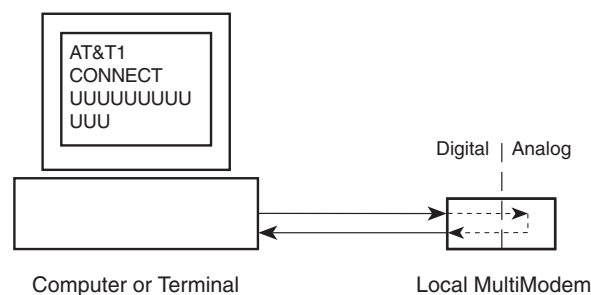 AT&T1
CONNECT
UUUUUUUUU
UUU
Digital | Analog
Computer or Terminal
Local MultiModem